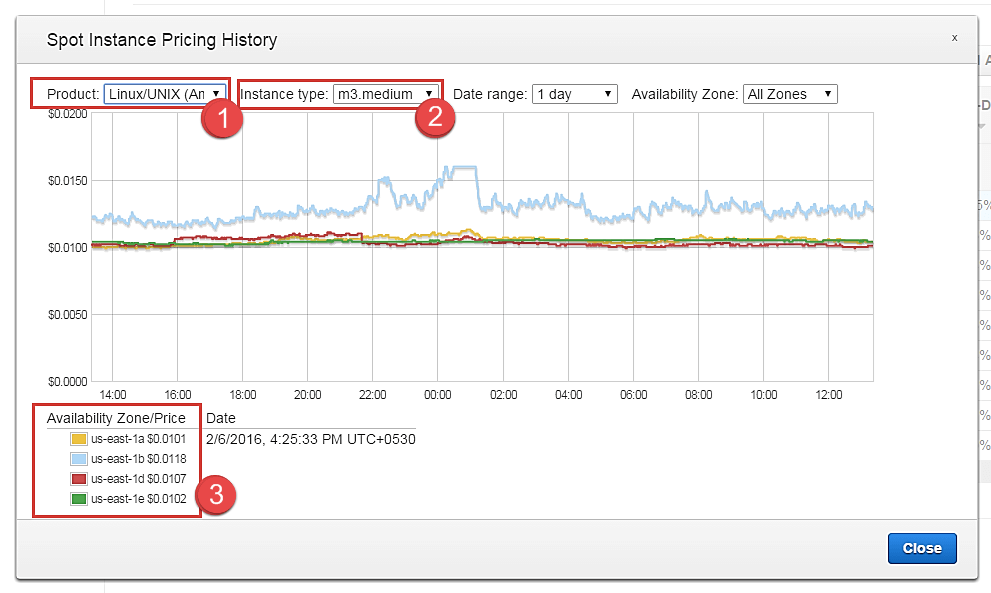 Spot Instance Pricing History
x
Product: Linux/UNIX (An Instance type: m3.medium Date range: 1 day Availability Zone: All Zones
1
2
$0.0200
$0.0150
$0.0100
$0.0050
$0.0000
14:00 16:00 18:00 20:00 22:00 00:00 02:00 04:00 06:00 08:00 10:00 12:00
Availability Zone/Price Date
us-east-1a $0.0101 2/6/2016, 4:25:33 PM UTC+0530
us-east-1b $0.0118
us-east-1d $0.0107
us-east-1e $0.0102
3
Close
%
%
%
%
%
%
%